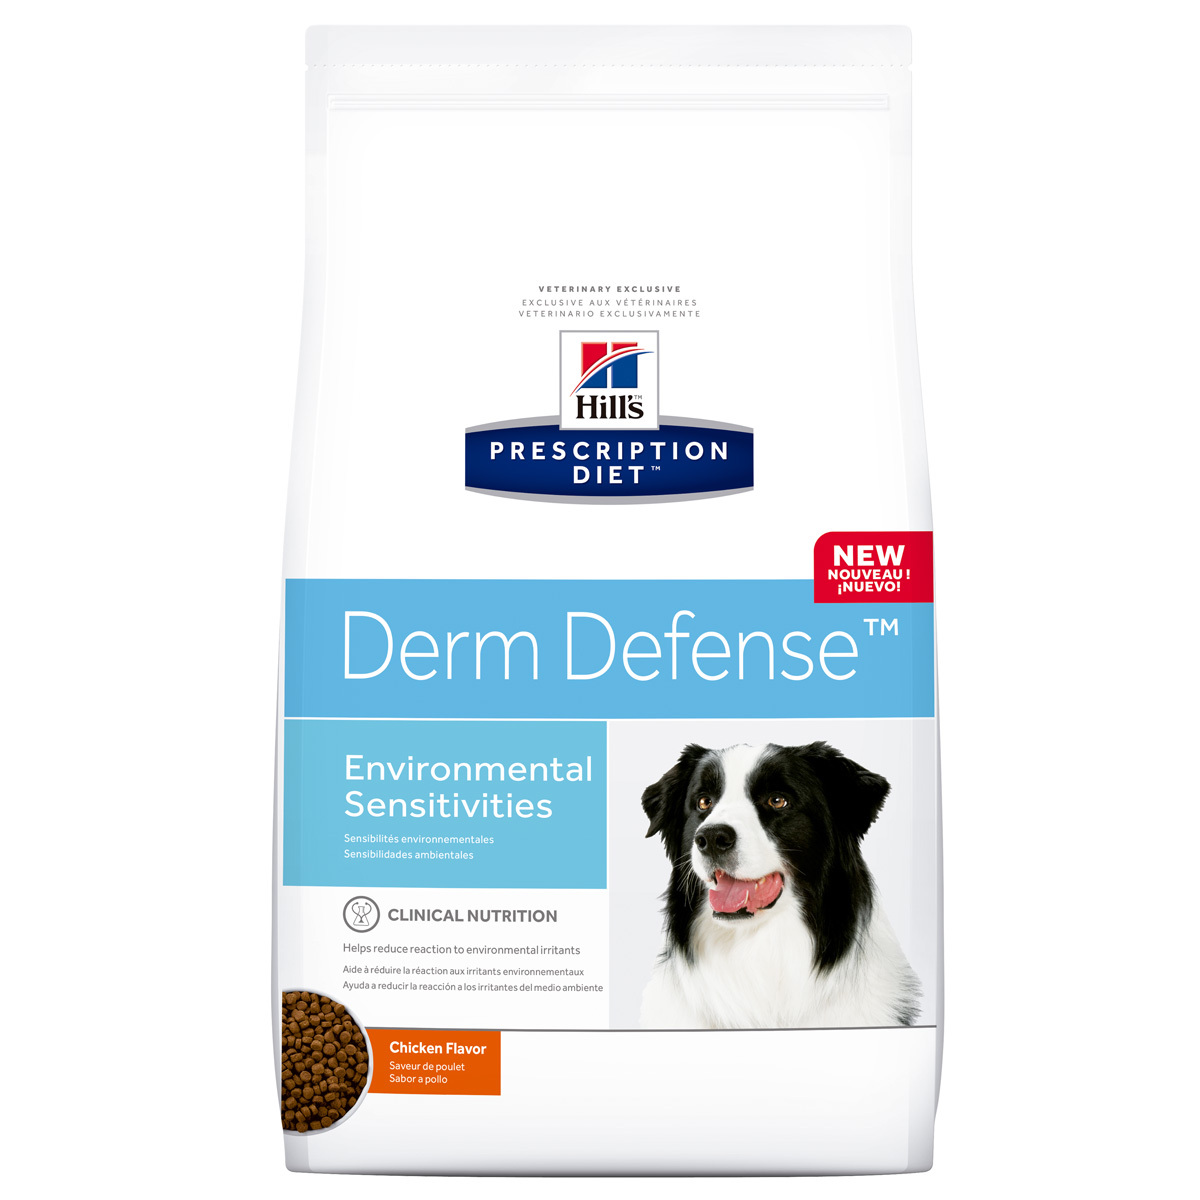 VETERINARY EXCLUSIVE
EXCLUSIVE AUX VÉTÉRINAIRES
VETERINARIO EXCLUSIVAMENTE
Hill's™
PRESCRIPTION
DIET™
NEW
NOUVEAU !
¡NUEVO!
Derm Defense™
Environmental
Sensitivities
Sensibilités environnementales
Sensibilidades ambientales
CLINICAL NUTRITION
Helps reduce reaction to environmental irritants
Aide à réduire la réaction aux irritants environnementaux
Ayuda a reducir la reacción a los irritantes del medio ambiente
Chicken Flavor
Saveur de poulet
Sabor a pollo